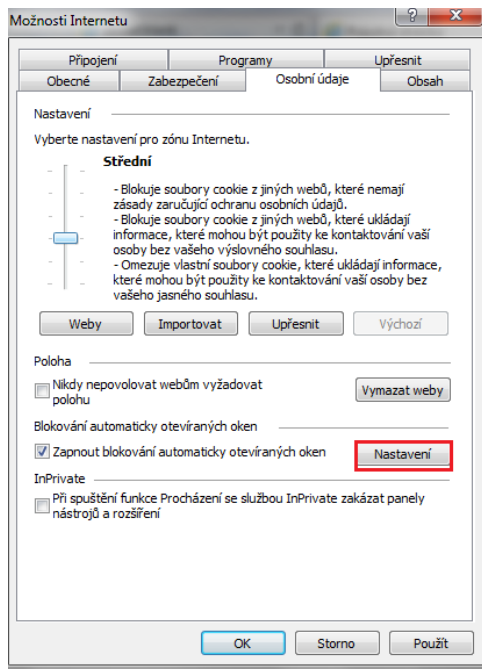 Možnosti Internetu
?
X
Připojení
Programy
Upřesnit
Obecné
Zabezpečení
Osobní údaje
Obsah
Nastavení
Vyberte nastavení pro zónu Internetu.
Střední
- Blokuje soubory cookie z jiných webů, které nemají
zásady zaručující ochranu osobních údajů.
- Blokuje soubory cookie z jiných webů, které ukládají
informace, které mohou být použity ke kontaktování vaší
osoby bez vašeho výslovného souhlasu.
- Omezuje vlastní soubory cookie, které ukládají informace,
které mohou být použity ke kontaktování vaší osoby bez
vašeho jasného souhlasu.
Weby
Importovat
Upřesnit
Výchozí
Poloha
Nikdy nepovolovat webům vyžadovat
polohu
Vymazat weby
Blokování automaticky otevíraných oken
Zapnout blokování automaticky otevíraných oken
Nastavení
InPrivate
Při spuštění funkce Procházení se službou InPrivate zakázat panely
nástrojů a rozšíření
OK
Storno
Použít